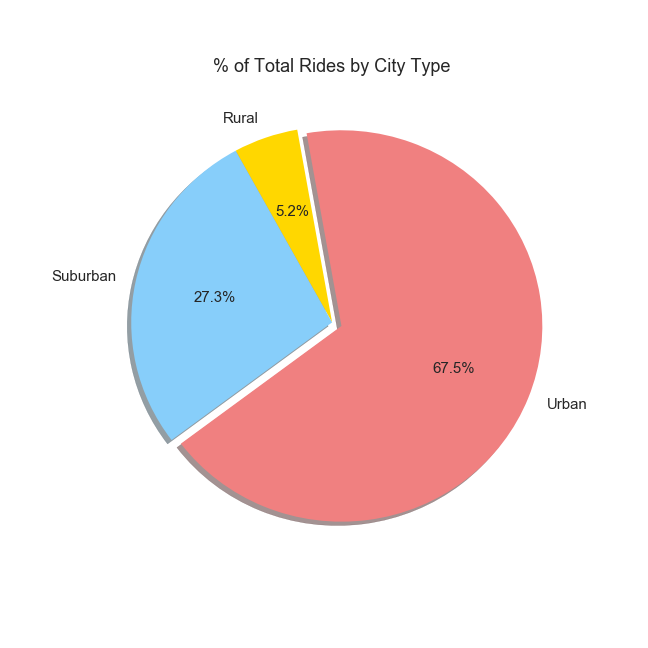 % of Total Rides by City Type
Rural
5.2%
Suburban
27.3%
67.5%
Urban